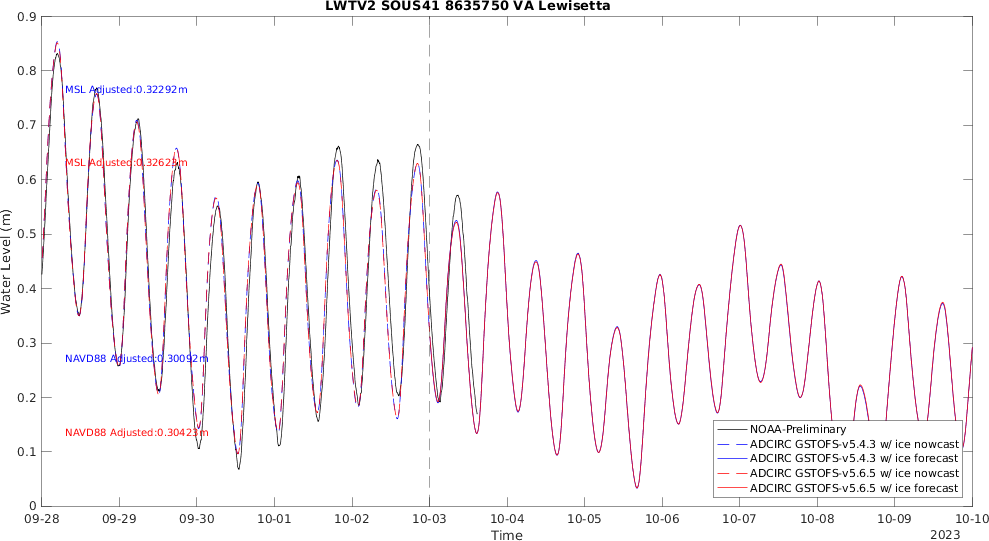 LWTV2 SOUS41 8635750 VA Lewisetta
0.9
0.8
0.7
0.6
0.5
0.4
0.3
0.2
0.1
0
Water Level (m)
MSL Adjusted:0.32292m
MSL Adjusted:0.32623m
NAVD88 Adjusted:0.30092m
NAVD88 Adjusted:0.30423m
NOAA-Preliminary
ADCIRC GSTOFS-v5.4.3 w/ ice nowcast
ADCIRC GSTOFS-v5.4.3 w/ ice forecast
ADCIRC GSTOFS-v5.6.5 w/ ice nowcast
ADCIRC GSTOFS-v5.6.5 w/ ice forecast
09-28 09-29 09-30 10-01 10-02 10-03 10-04 10-05 10-06 10-07 10-08 10-09 10-10
Time
2023